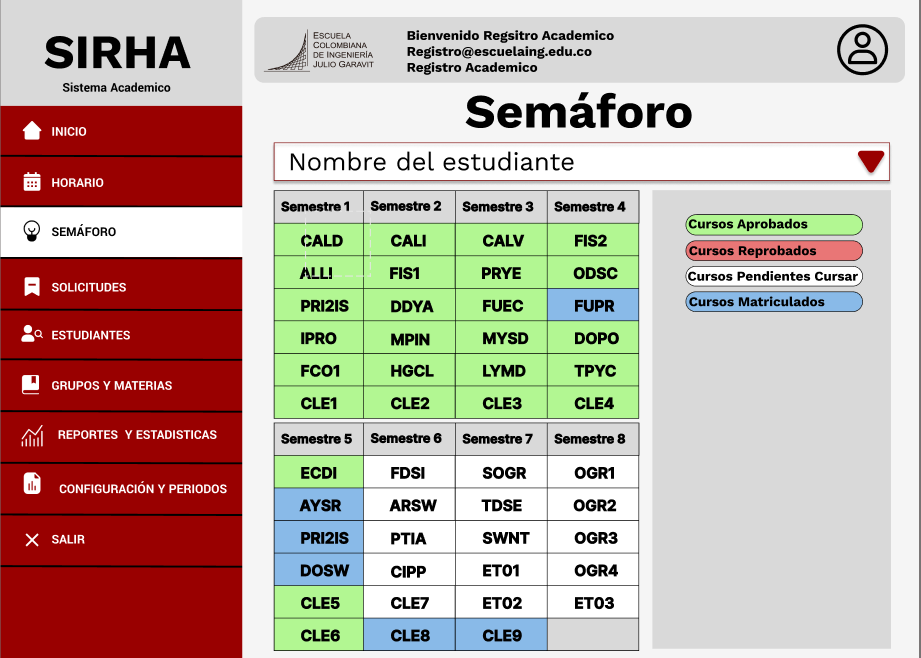 SIRHA
Sistema Academico
INICIO
HORARIO
SEMÁFORO
SOLICITUDES
ESTUDIANTES
GRUPOS Y MATERIAS
REPORTES Y ESTADISTICAS
CONFIGURACIÓN Y PERIODOS
SALIR
ESCUELA
COLOMBIANA
DE INGENIERÍA
JULIO GARAVIT
Bienvenido Regsitro Academico
Registro@escuelaing.edu.co
Registro Academico
Semáforo
Nombre del estudiante
Semestre 1 Semestre 2 Semestre 3 Semestre 4
CALD CALI CALV FIS2
ALLI FIS1 PRYE ODSC
PRI2IS DDYA FUEC FUPR
IPRO MPIN MYSD DOPO
FCO1 HGCL LYMD TPYC
CLE1 CLE2 CLE3 CLE4
Semestre 5 Semestre 6 Semestre 7 Semestre 8
ECDI FDSI SOGR OGR1
AYSR ARSW TDSE OGR2
PRI2IS PTIA SWNT OGR3
DOSW CIPP ET01 OGR4
CLE5 CLE7 ET02 ET03
CLE6 CLE8 CLE9
Cursos Aprobados
Cursos Reprobados
Cursos Pendientes Cursar
Cursos Matriculados